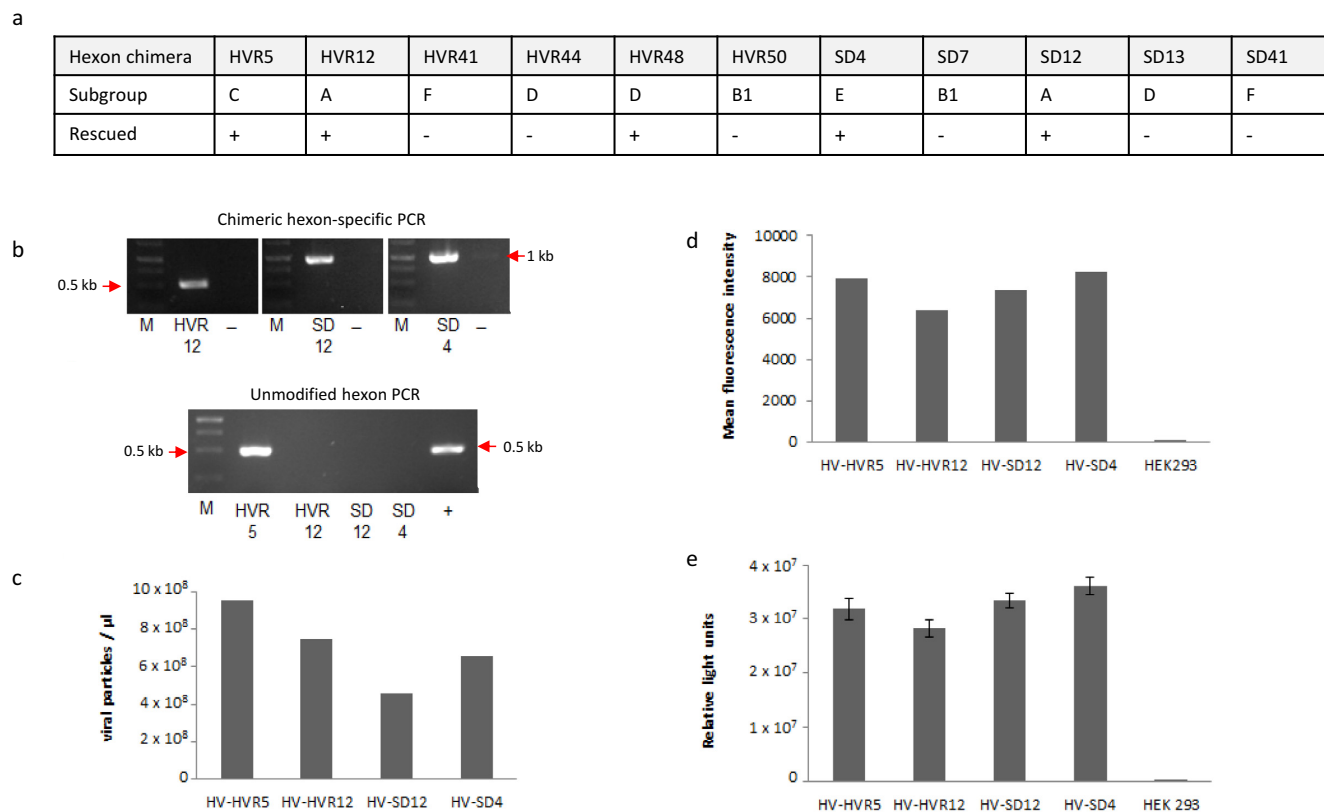 a
Hexon chimera HVR5 HVR12 HVR41 HVR44 HVR48 HVR50 SD4 SD7 SD12 SD13 SD41
Subgroup C A F D D B1 E B1 A D F
Rescued + + - - + - + - + - -
b
Chimeric hexon-specific PCR
0.5 kb
1 kb
M HVR – M SD – M SD –
12 12 4
Unmodified hexon PCR
0.5 kb
0.5 kb
M HVR HVR SD SD +
5 12 12 4
c
viral particles / µl
10 x 10⁸
8 x 10⁸
6 x 10⁸
4 x 10⁸
2 x 10⁸
0
HV-HVR5 HV-HVR12 HV-SD12 HV-SD4
d
Mean fluorescence intensity
10000
8000
6000
4000
2000
0
HV-HVR5 HV-HVR12 HV-SD12 HV-SD4 HEK293
e
Relative light units
4 x 10⁷
3 x 10⁷
2 x 10⁷
1 x 10⁷
0
HV-HVR5 HV-HVR12 HV-SD12 HV-SD4 HEK 293